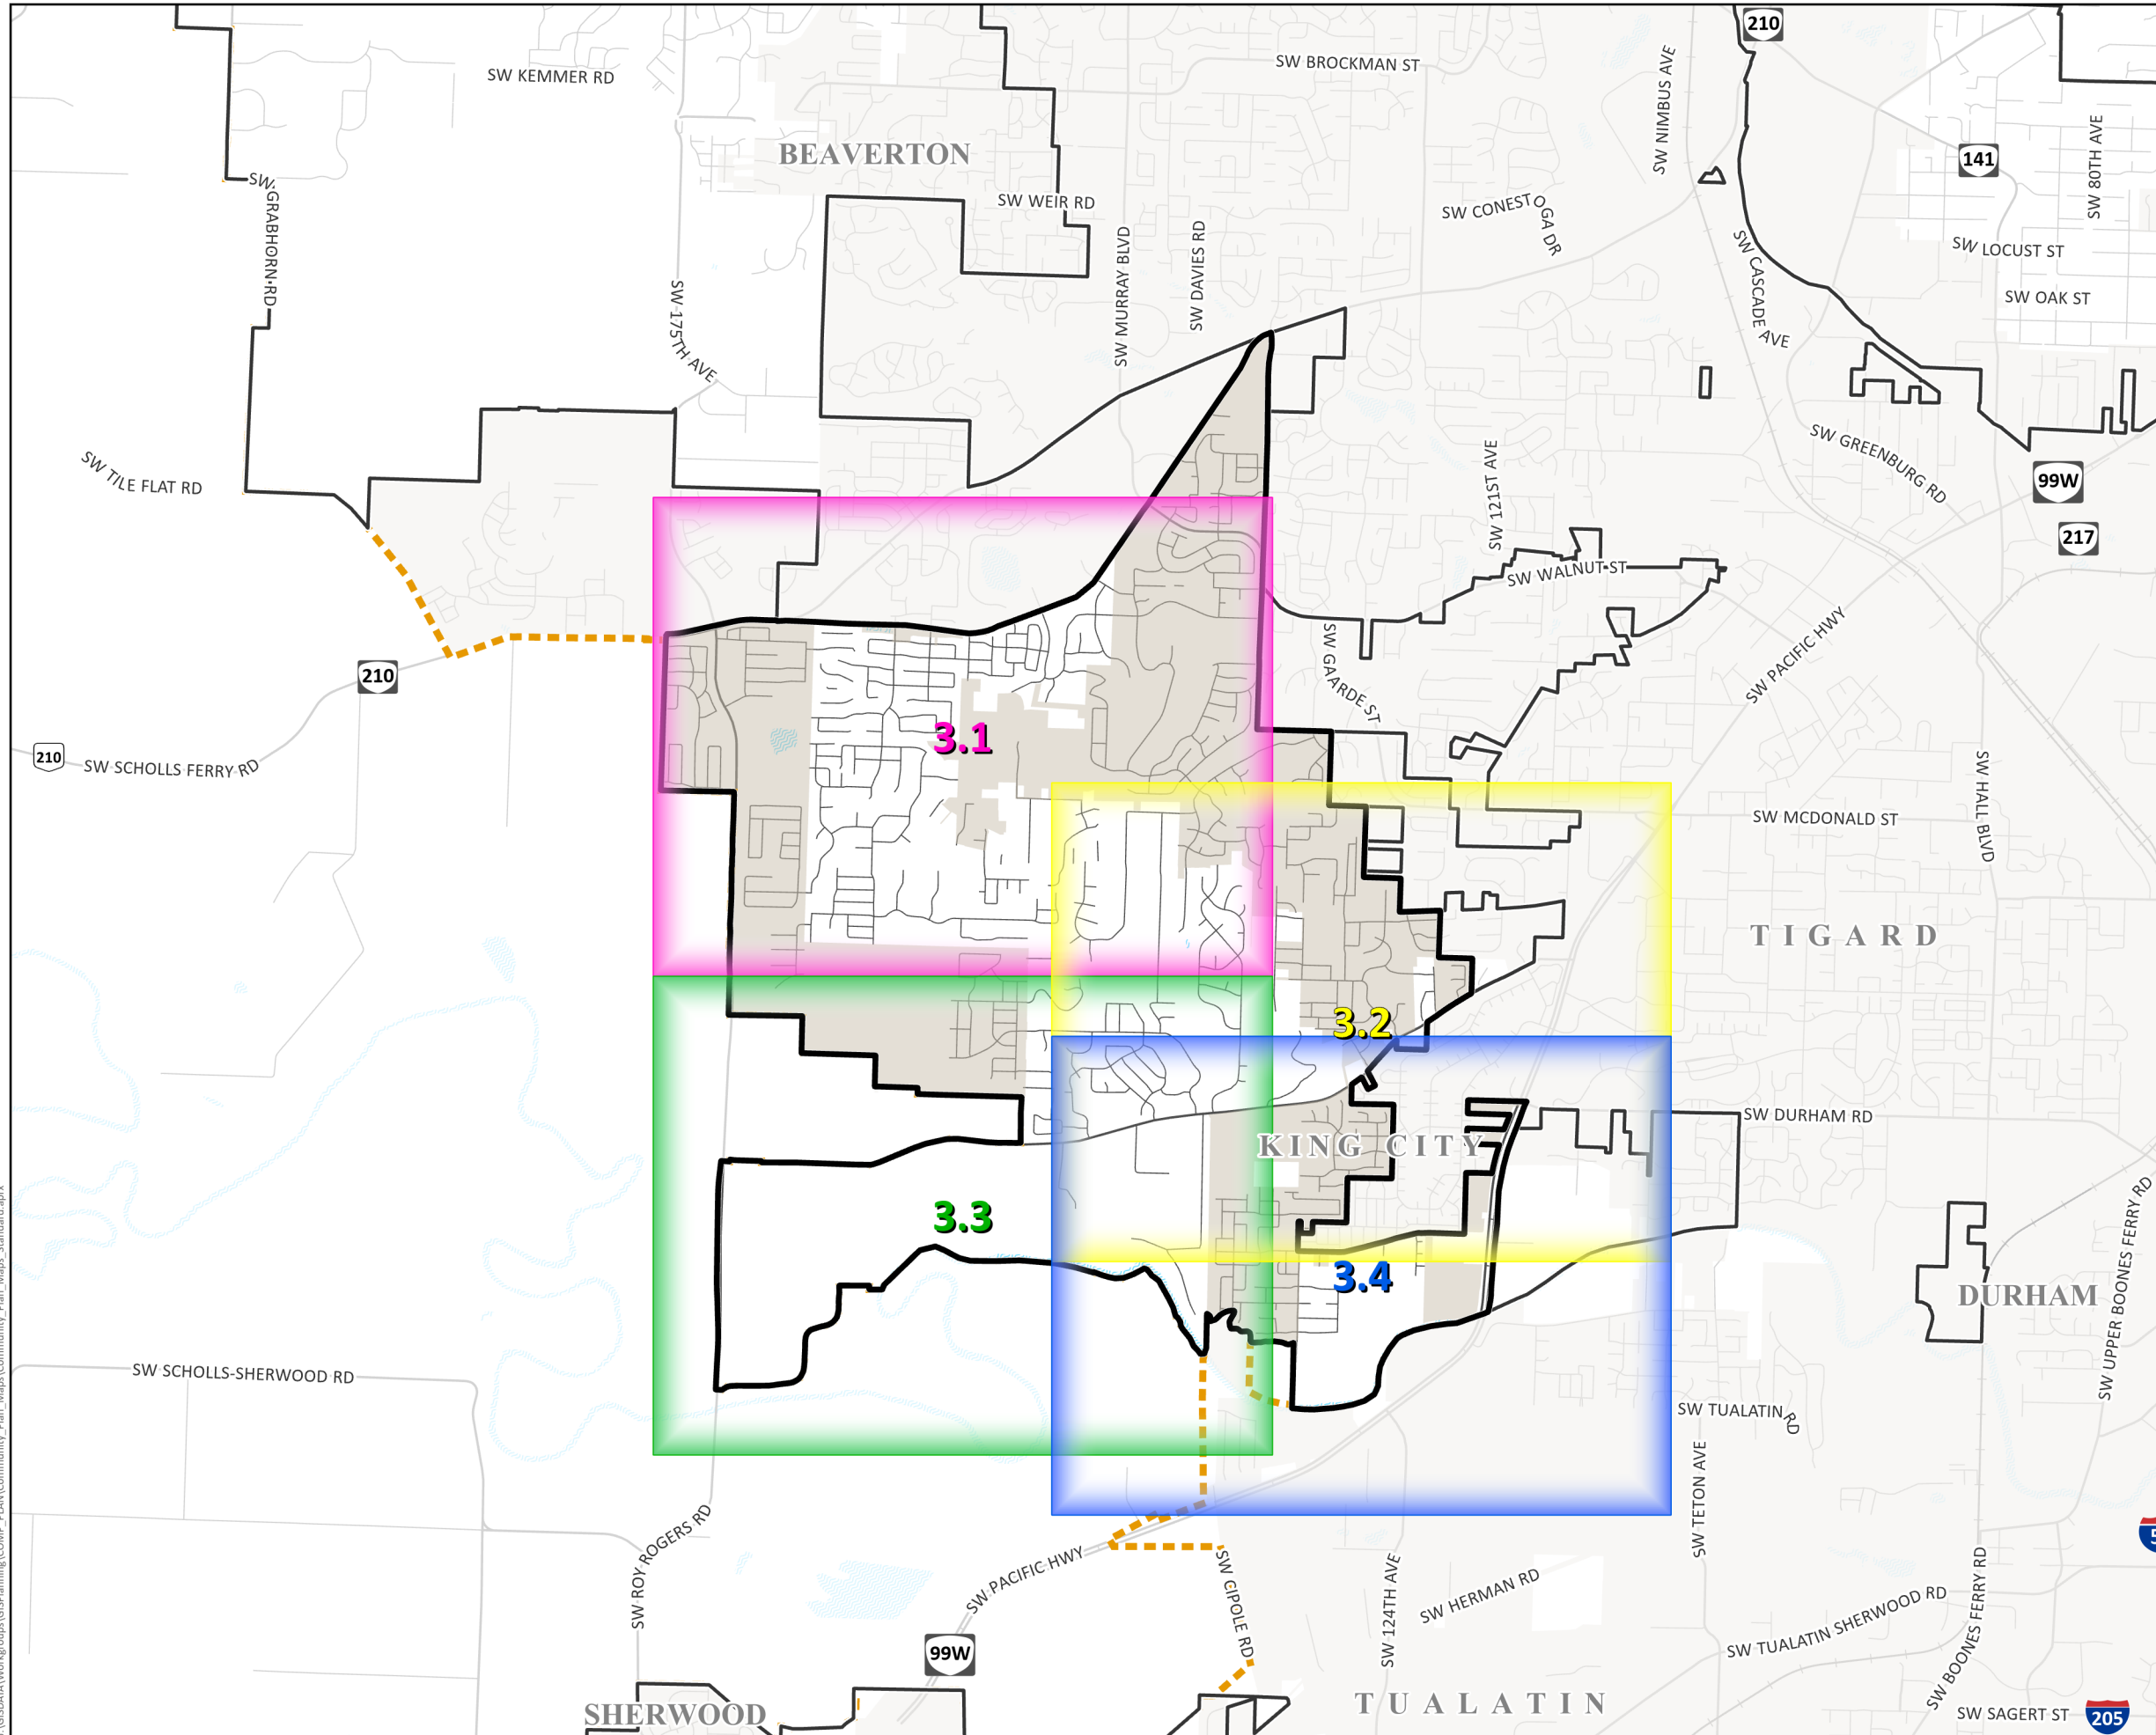 210
SW KEMMER RD
SW BROCKMAN ST
SW NIMBUS AVE
141
SW 80TH AVE
BEAVERTON
SW GRABHORN RD
SW WEIR RD
SW CONESTOGA DR
SW MURRAY BLVD
SW DAVIES RD
SW CASCADE AVE
SW LOCUST ST
SW OAK ST
SW 175TH AVE
SW TILE FLAT RD
SW 121ST AVE
SW GREENBURG RD
99W
217
SW WALNUT ST
SW GAARDE ST
SW PACIFIC HWY
210
210
SW SCHOLLS FERRY RD
3.1
SW MCDONALD ST
SW HALL BLVD
TIGARD
3.2
SW DURHAM RD
KING CITY
3.3
3.4
DURHAM
SW UPPER BOONES FERRY RD
SW SCHOLLS-SHERWOOD RD
SW TUALATIN RD
SW TETON AVE
SW ROY ROGERS RD
SW PACIFIC HWY
SW CIPOLE RD
SW 124TH AVE
SW HERMAN RD
5
SW TUALATIN SHERWOOD RD
SW BOONES FERRY RD
99W
SHERWOOD
TUALATIN
SW SAGERT ST
205